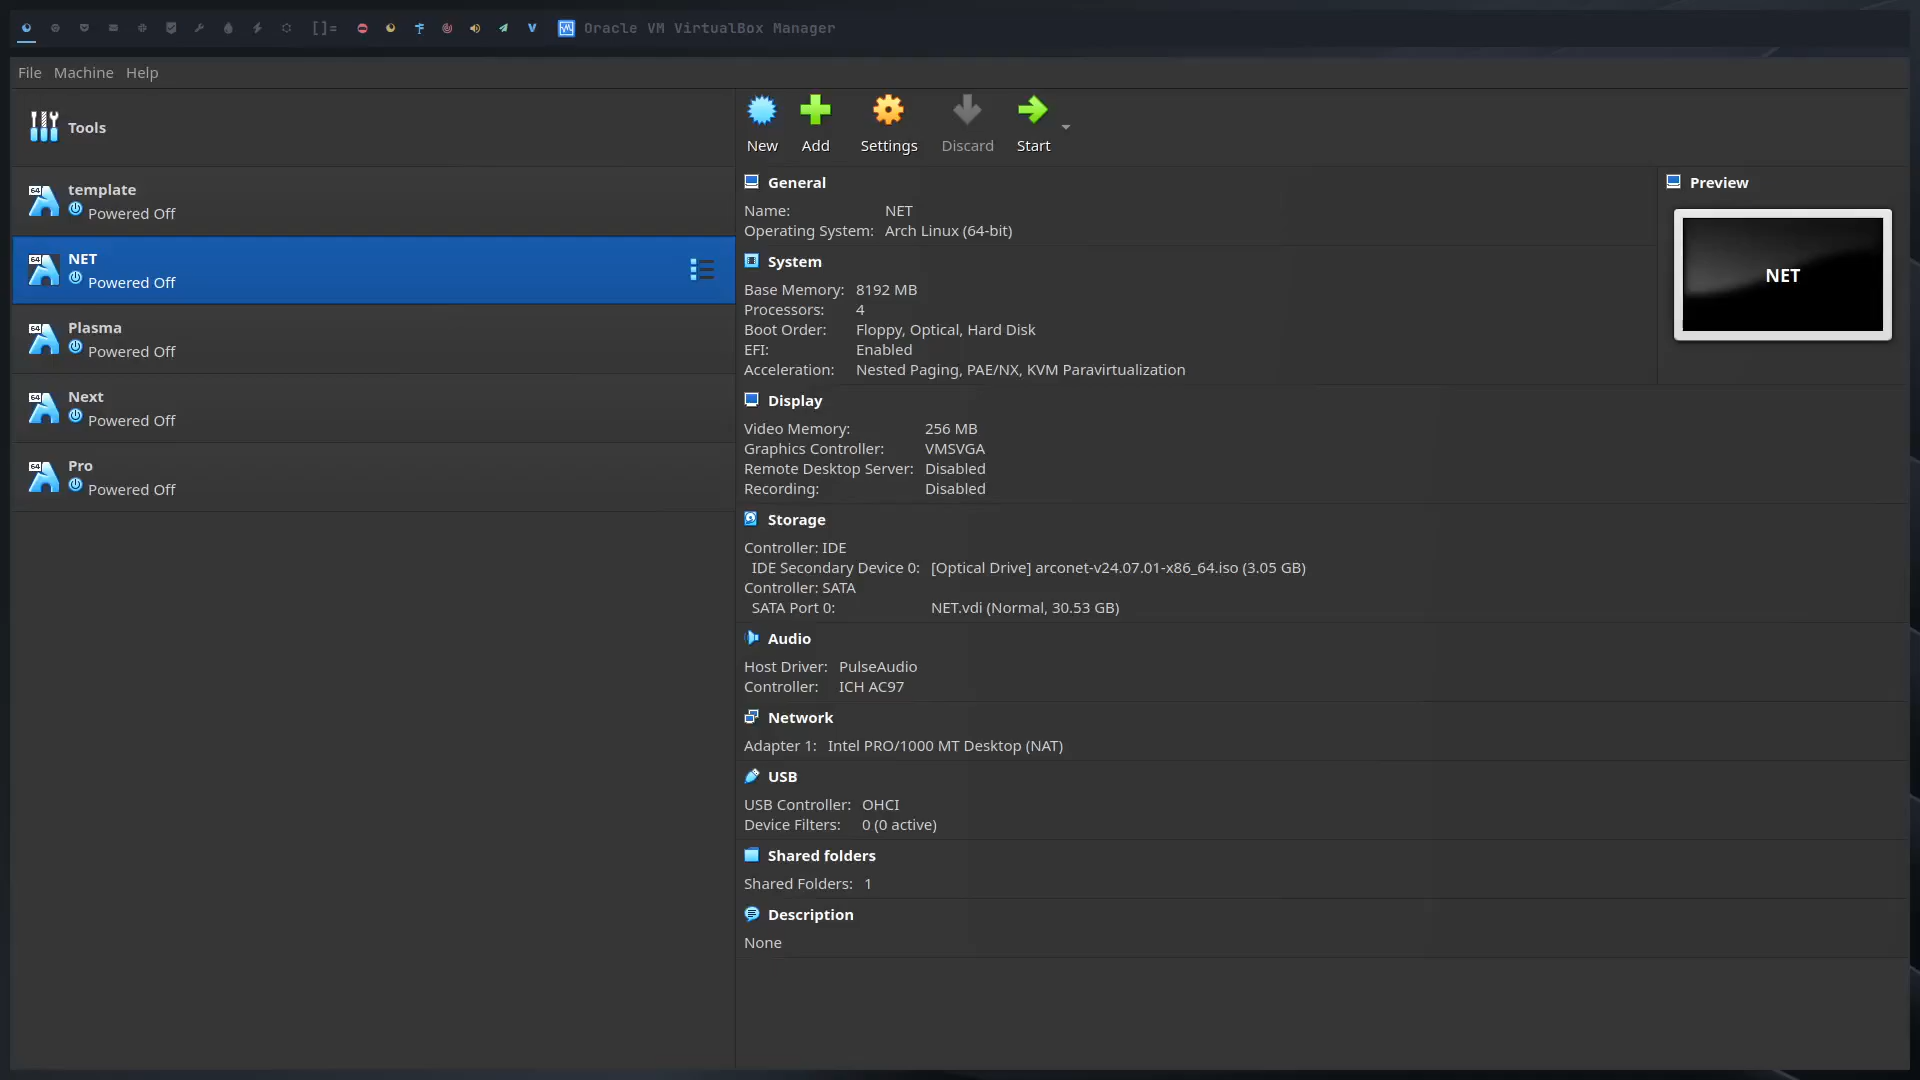 []= Oracle VM VirtualBox Manager
File Machine Help
Tools
64 template
Powered Off
64 NET
Powered Off
64 Plasma
Powered Off
64 Next
Powered Off
64 Pro
Powered Off
New Add Settings Discard Start
General
Name: NET
Operating System: Arch Linux (64-bit)
System
Base Memory: 8192 MB
Processors: 4
Boot Order: Floppy, Optical, Hard Disk
EFI: Enabled
Acceleration: Nested Paging, PAE/NX, KVM Paravirtualization
Preview
NET
Display
Video Memory: 256 MB
Graphics Controller: VMSVGA
Remote Desktop Server: Disabled
Recording: Disabled
Storage
Controller: IDE
IDE Secondary Device 0: [Optical Drive] arconet-v24.07.01-x86_64.iso (3.05 GB)
Controller: SATA
SATA Port 0: NET.vdi (Normal, 30.53 GB)
Audio
Host Driver: PulseAudio
Controller: ICH AC97
Network
Adapter 1: Intel PRO/1000 MT Desktop (NAT)
USB
USB Controller: OHCI
Device Filters: 0 (0 active)
Shared folders
Shared Folders: 1
Description
None